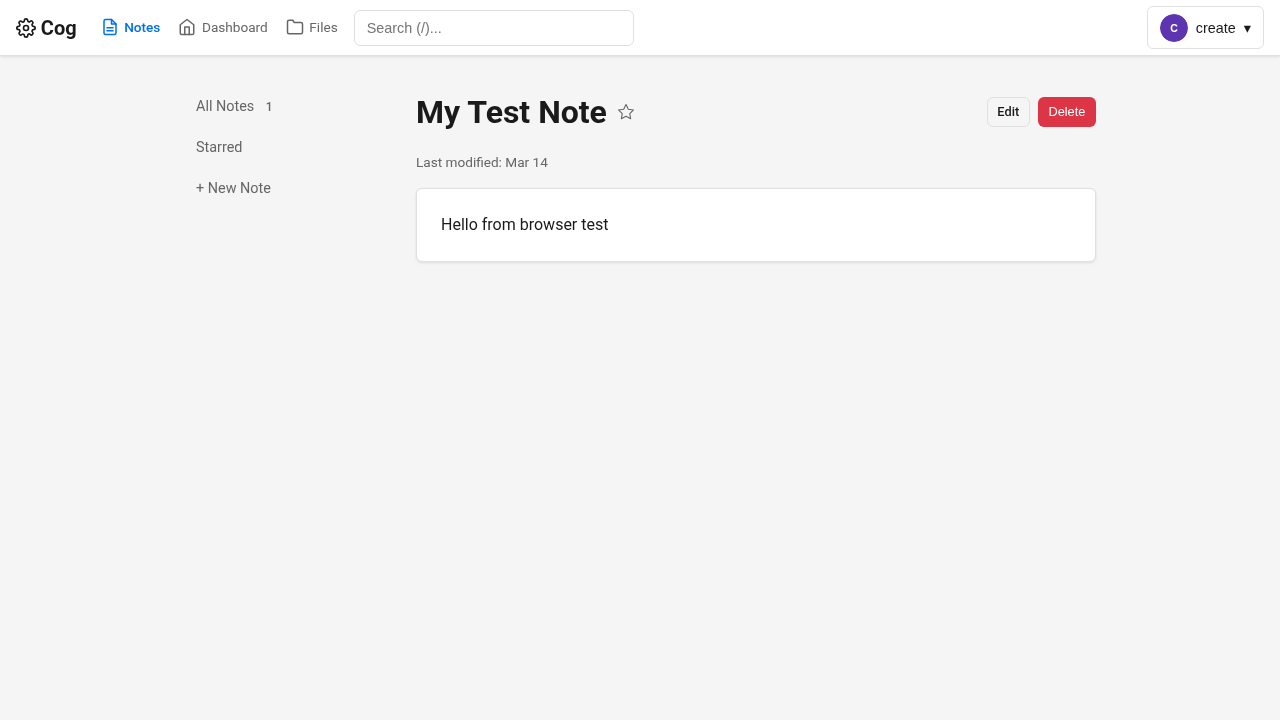 Cog Notes Dashboard Files Search (/)... C create ▾
All Notes 1
Starred
+ New Note
My Test Note Edit Delete
Last modified: Mar 14
Hello from browser test